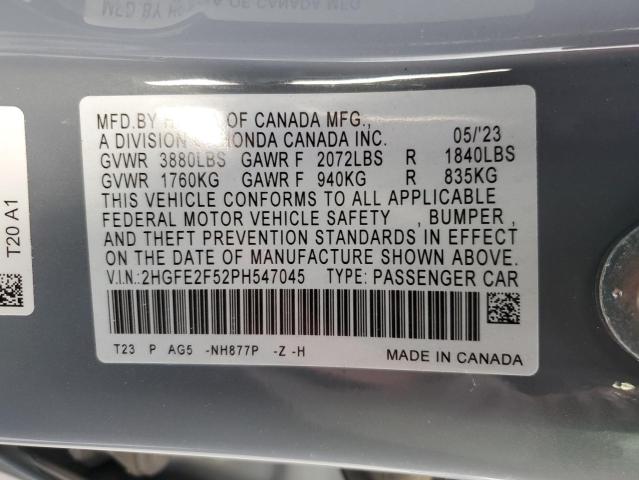 MFD.BY OF CANADA MFG.,
A DIVISION HONDA CANADA INC. 05/'23
GVWR 3880LBS GAWR F 2072LBS R 1840LBS
GVWR 1760KG GAWR F 940KG R 835KG
THIS VEHICLE CONFORMS TO ALL APPLICABLE
FEDERAL MOTOR VEHICLE SAFETY , BUMPER ,
AND THEFT PREVENTION STANDARDS IN EFFECT
ON THE DATE OF MANUFACTURE SHOWN ABOVE.
V.I.N.:2HGFE2F52PH547045 TYPE: PASSENGER CAR
T23 P AG5 -NH877P -Z -H
MADE IN CANADA
T20 A1